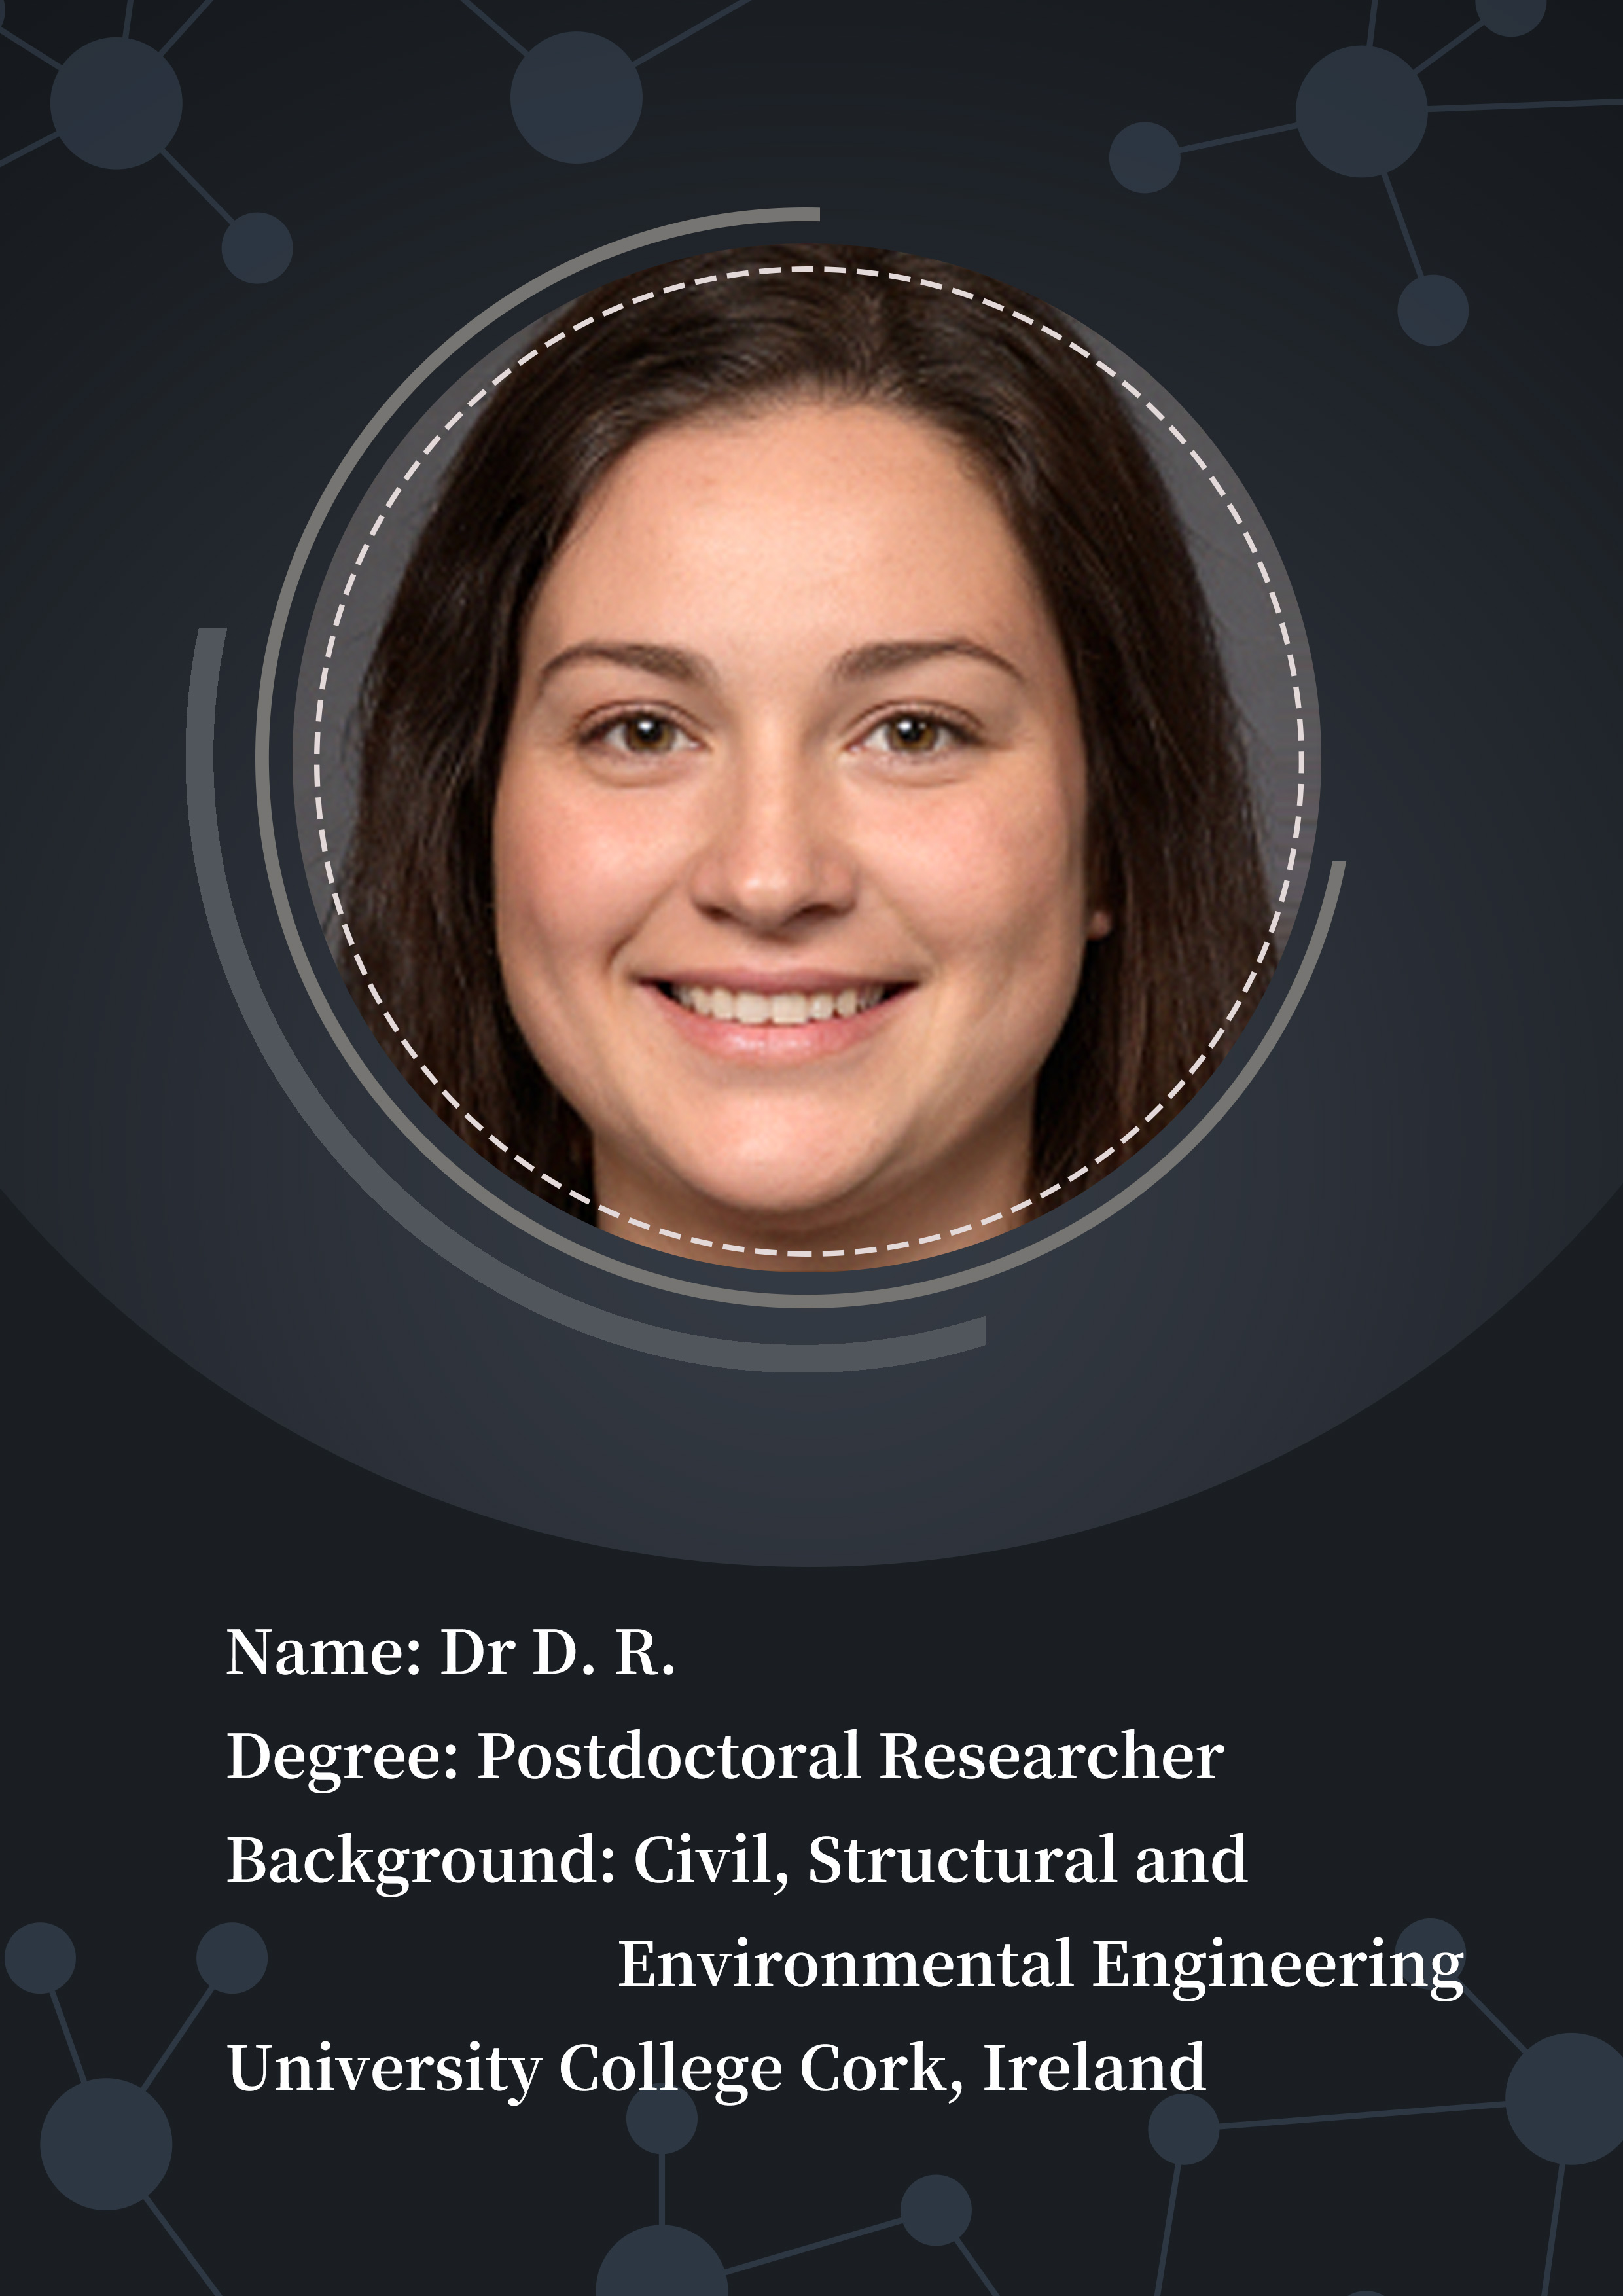 Name: Dr D. R.
Degree: Postdoctoral Researcher
Background: Civil, Structural and
Environmental Engineering
University College Cork, Ireland